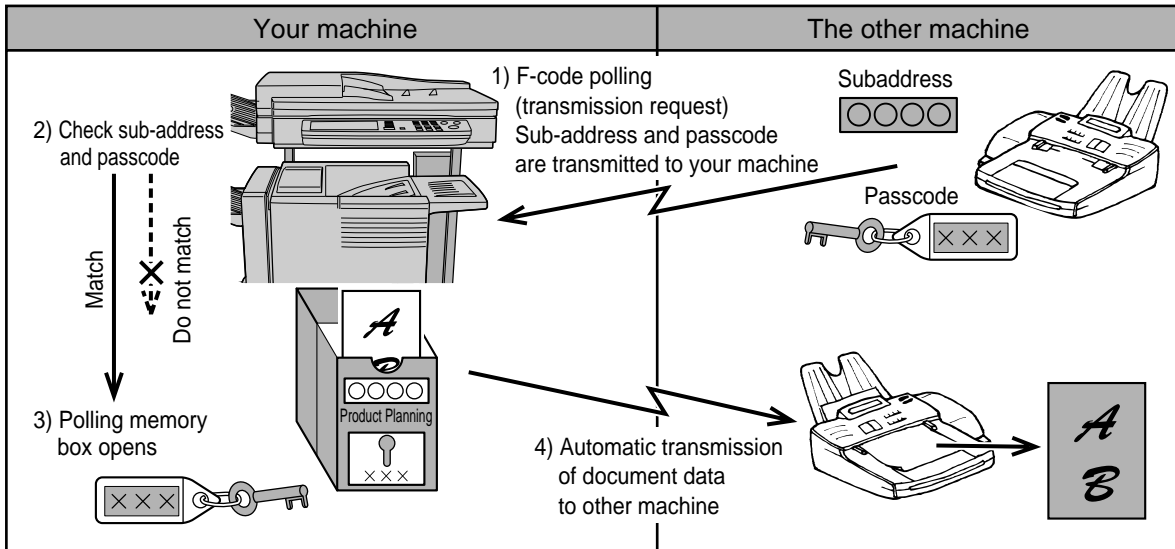 Your machine
The other machine
1) F-code polling
(transmission request)
Sub-address and passcode
are transmitted to your machine
Subaddress
Passcode
× × ×
2) Check sub-address
and passcode
Match
Do not match
A
Product Planning
× × ×
3) Polling memory
box opens
× × ×
4) Automatic transmission
of document data
to other machine
A
B